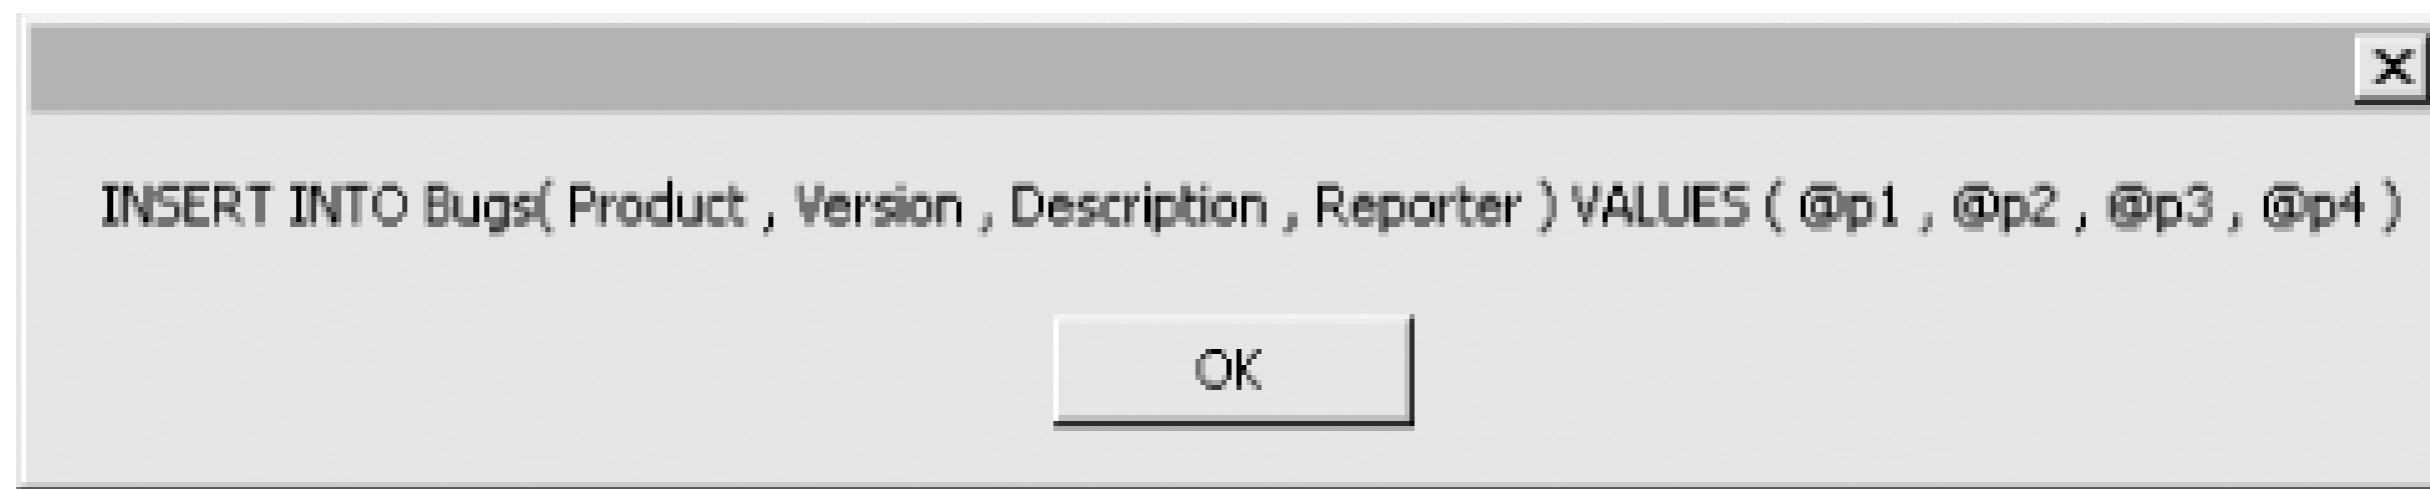 INSERT INTO Bugs( Product , Version , Description , Reporter ) VALUES ( @p1 , @p2 , @p3 , @p4 )
OK